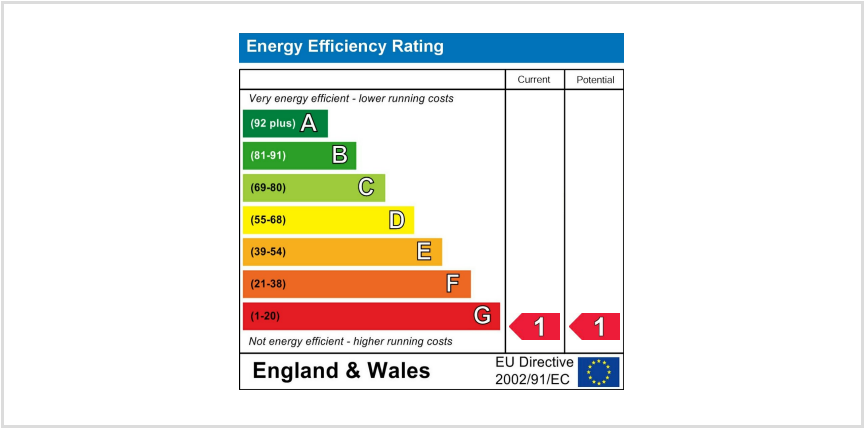 Energy Efficiency Rating
Current Potential
Very energy efficient - lower running costs
(92 plus) A
(81-91) B
(69-80) C
(55-68) D
(39-54) E
(21-38) F
(1-20) G
1 1
Not energy efficient - higher running costs
England & Wales
EU Directive
2002/91/EC